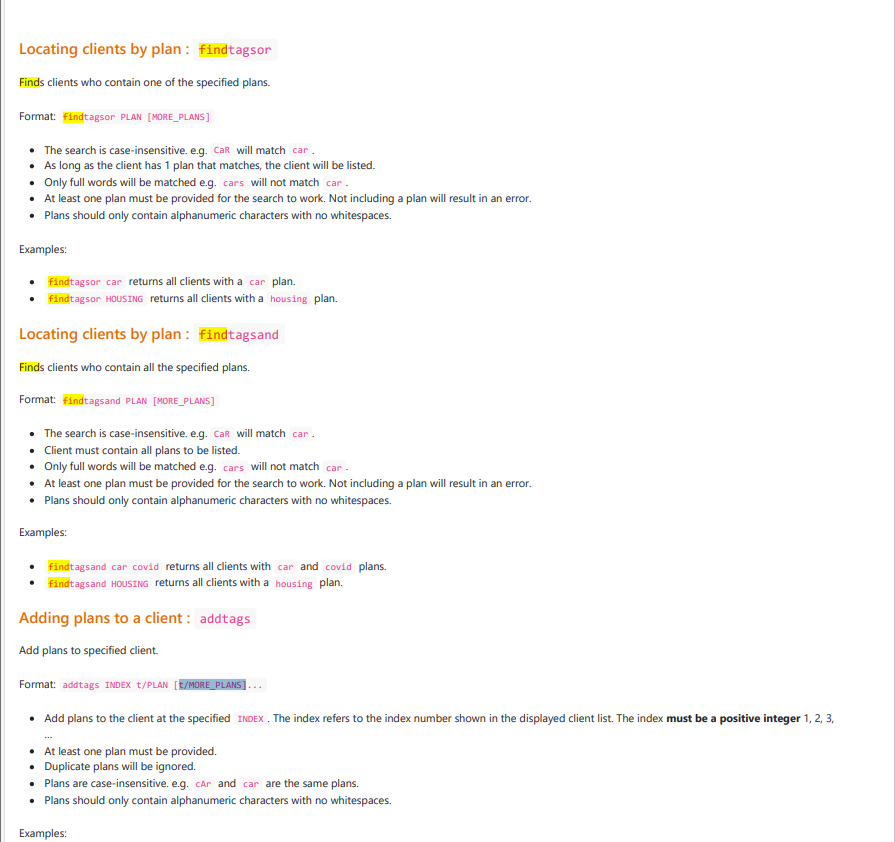 Locating clients by plan : findtagsor
Finds clients who contain one of the specified plans.
Format: findtagsor PLAN [MORE_PLANS]
• The search is case-insensitive. e.g. CaR will match car .
• As long as the client has 1 plan that matches, the client will be listed.
• Only full words will be matched e.g. cars will not match car .
• At least one plan must be provided for the search to work. Not including a plan will result in an error.
• Plans should only contain alphanumeric characters with no whitespaces.
Examples:
• findtagsor car returns all clients with a car plan.
• findtagsor HOUSING returns all clients with a housing plan.
Locating clients by plan : findtagsand
Finds clients who contain all the specified plans.
Format: findtagsand PLAN [MORE_PLANS]
• The search is case-insensitive. e.g. CaR will match car .
• Client must contain all plans to be listed.
• Only full words will be matched e.g. cars will not match car .
• At least one plan must be provided for the search to work. Not including a plan will result in an error.
• Plans should only contain alphanumeric characters with no whitespaces.
Examples:
• findtagsand car covid returns all clients with car and covid plans.
• findtagsand HOUSING returns all clients with a housing plan.
Adding plans to a client : addtags
Add plans to specified client.
Format: addtags INDEX t/PLAN [t/MORE_PLANS]...
• Add plans to the client at the specified INDEX . The index refers to the index number shown in the displayed client list. The index must be a positive integer 1, 2, 3,
...
• At least one plan must be provided.
• Duplicate plans will be ignored.
• Plans are case-insensitive. e.g. cAr and car are the same plans.
• Plans should only contain alphanumeric characters with no whitespaces.
Examples: